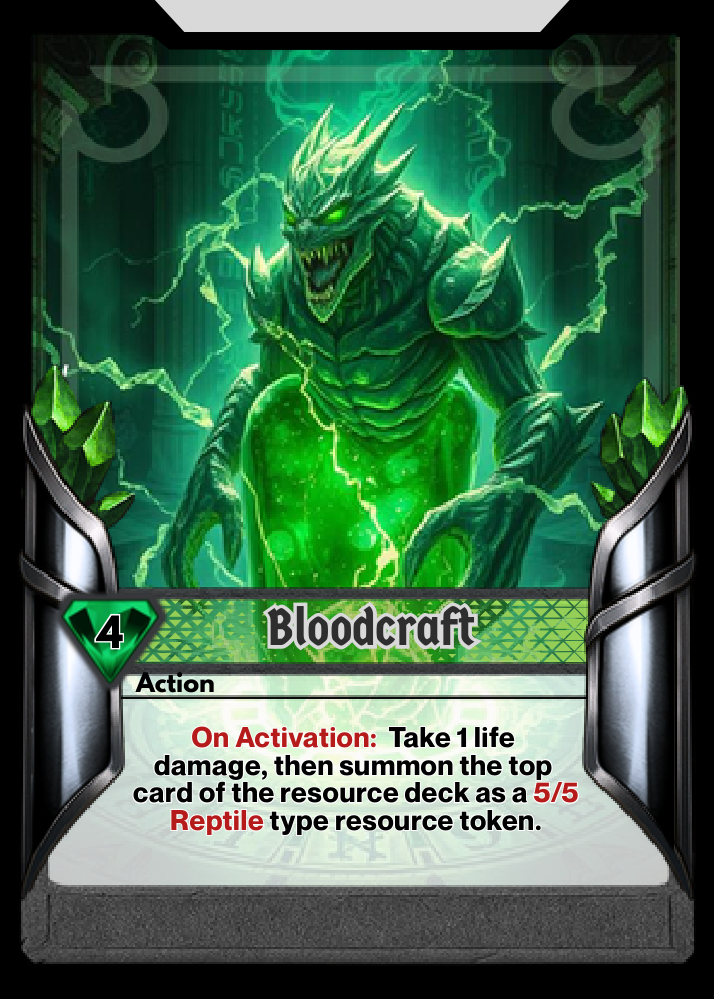 4
Bloodcraft
Action
On Activation: Take 1 life
damage, then summon the top
card of the resource deck as a 5/5
Reptile type resource token.